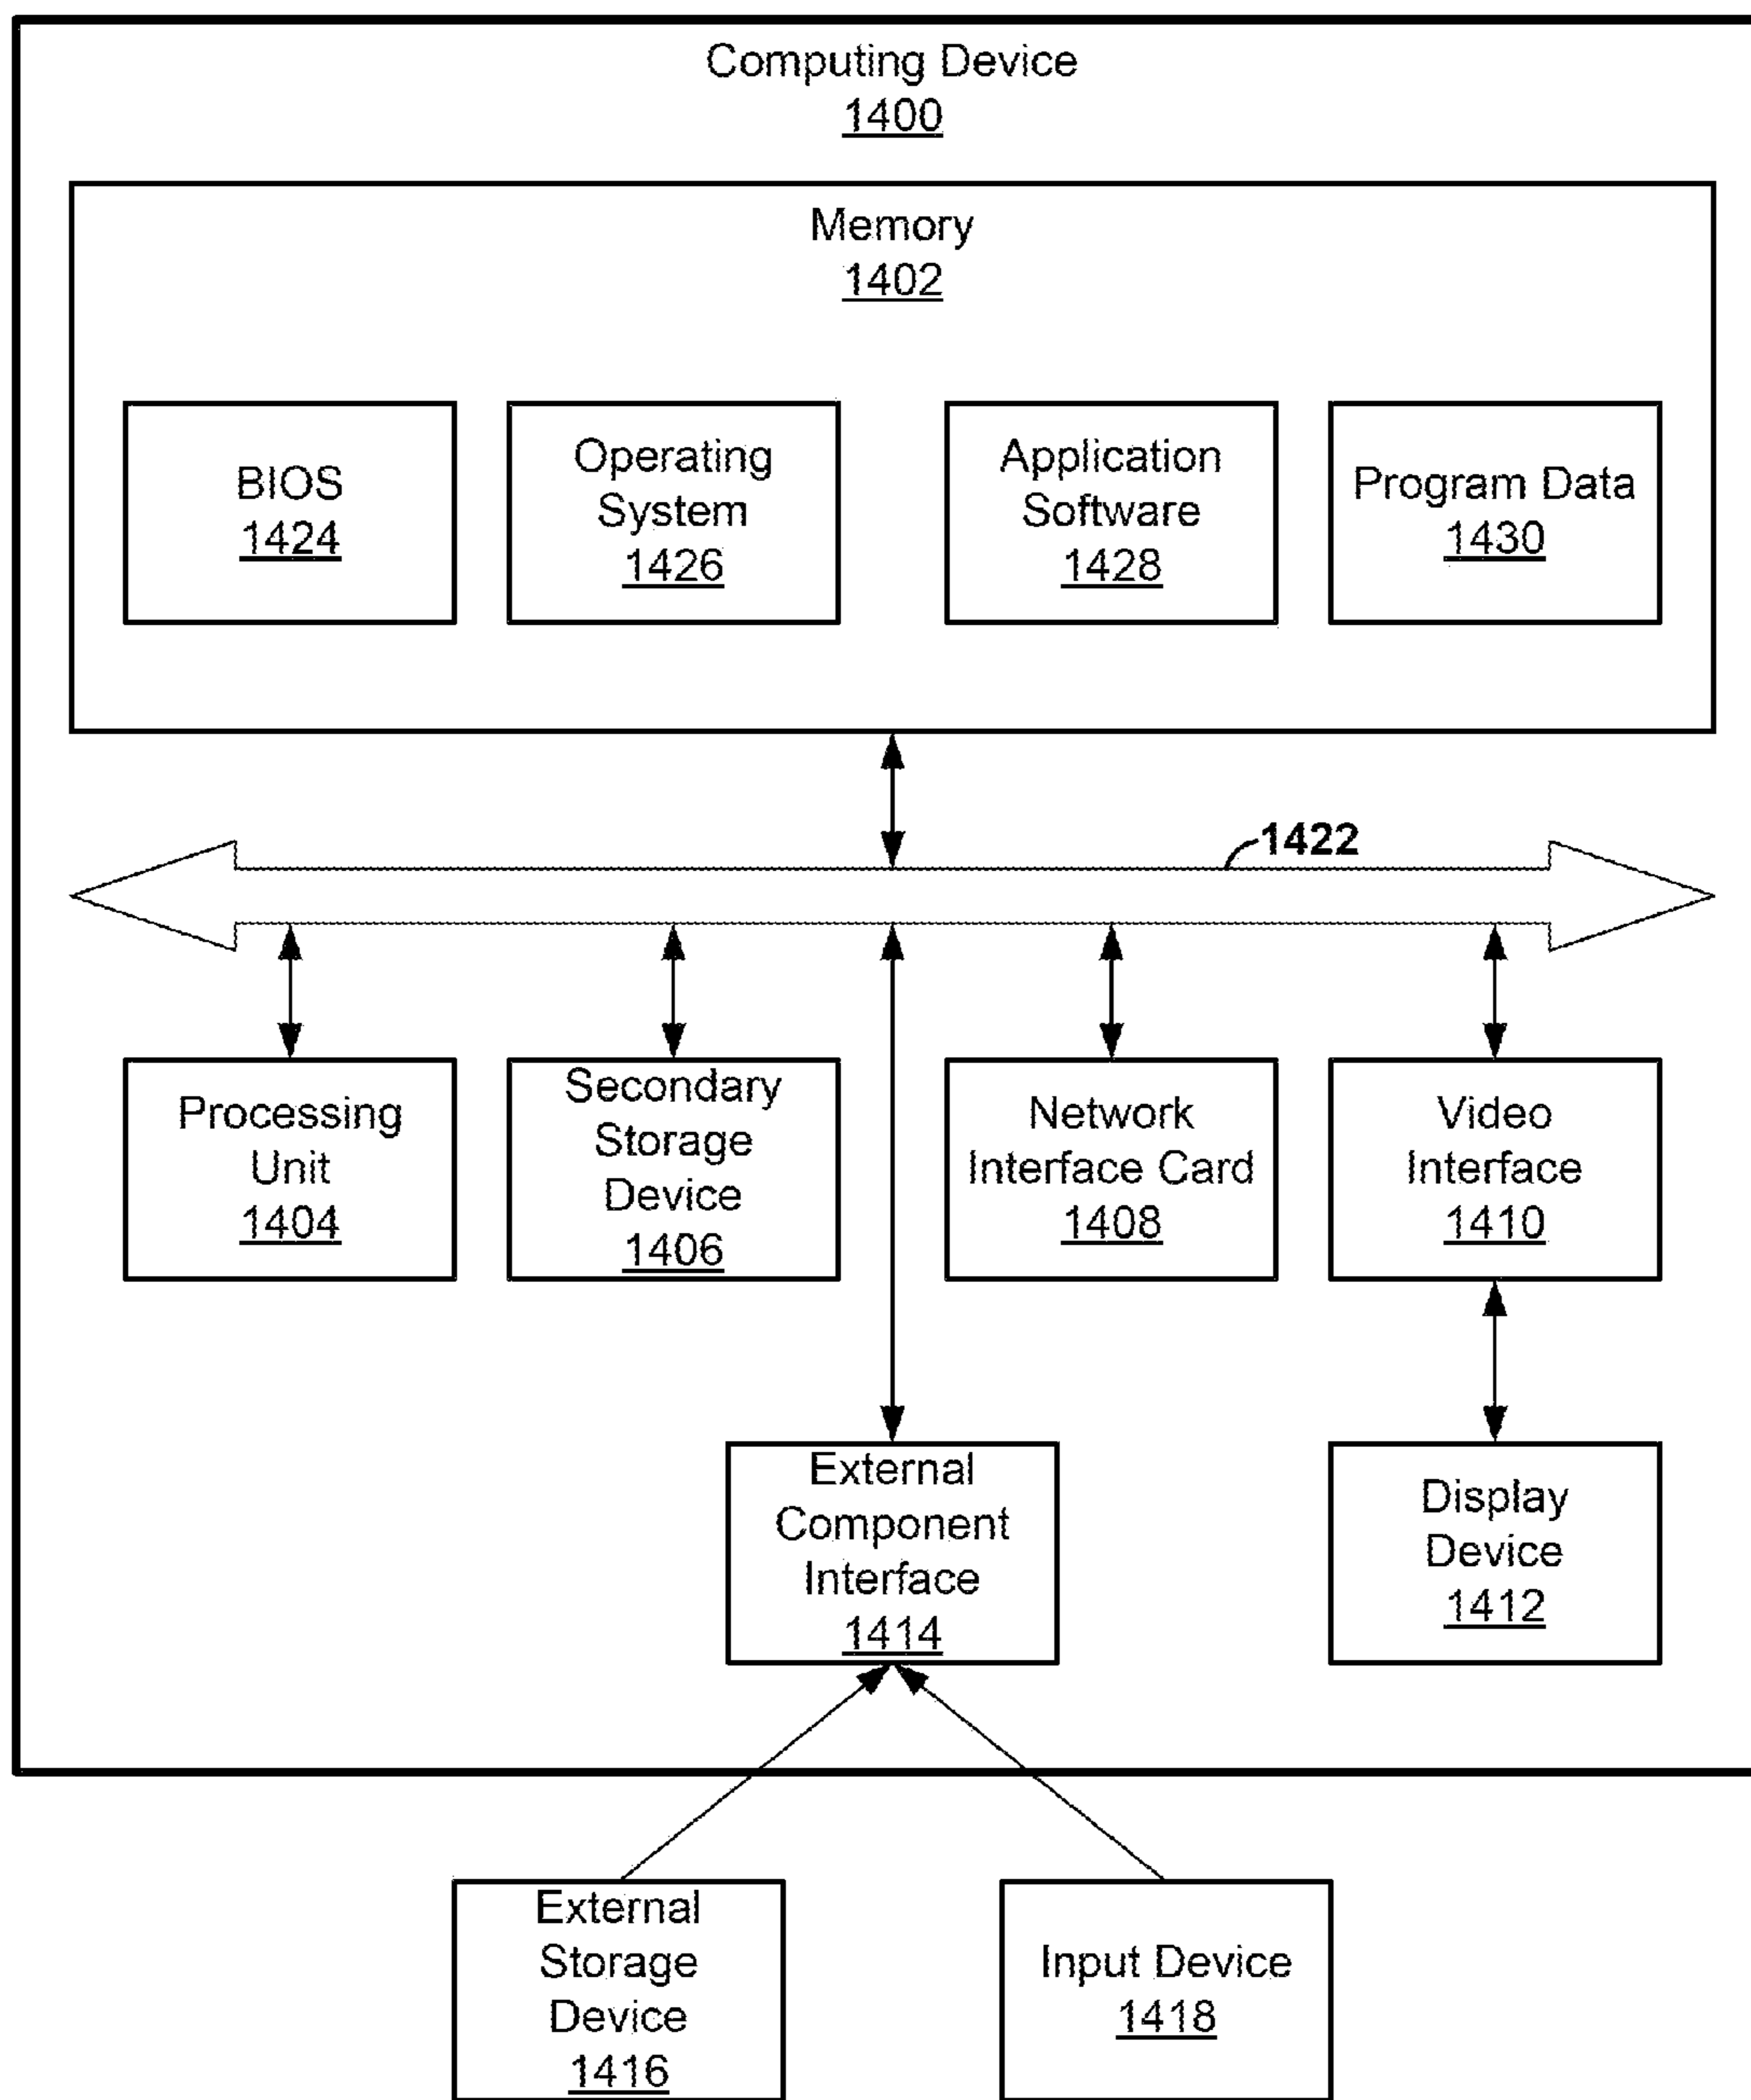 Computing Device
1400
Memory
1402
BIOS
1424
Operating
System
1426
Application
Software
1428
Program Data
1430
1422
Processing
Unit
1404
Secondary
Storage
Device
1406
Network
Interface Card
1408
Video
Interface
1410
External
Component
Interface
1414
Display
Device
1412
External
Storage
Device
1416
Input Device
1418